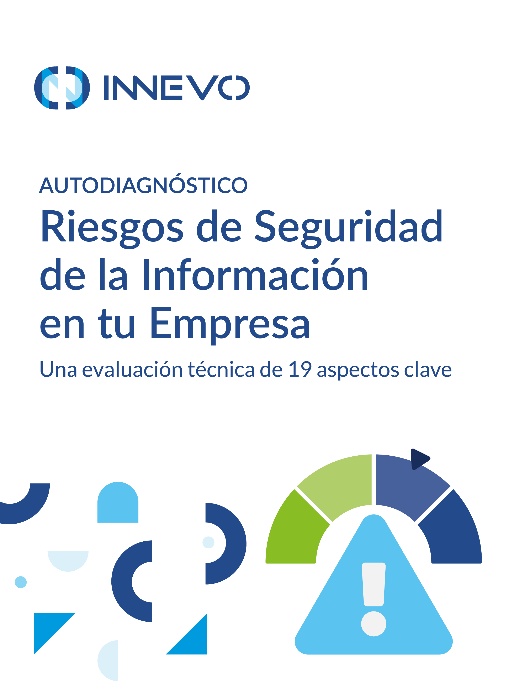 INNEVO
AUTODIAGNÓSTICO
Riesgos de Seguridad
de la Información
en tu Empresa
Una evaluación técnica de 19 aspectos clave
!